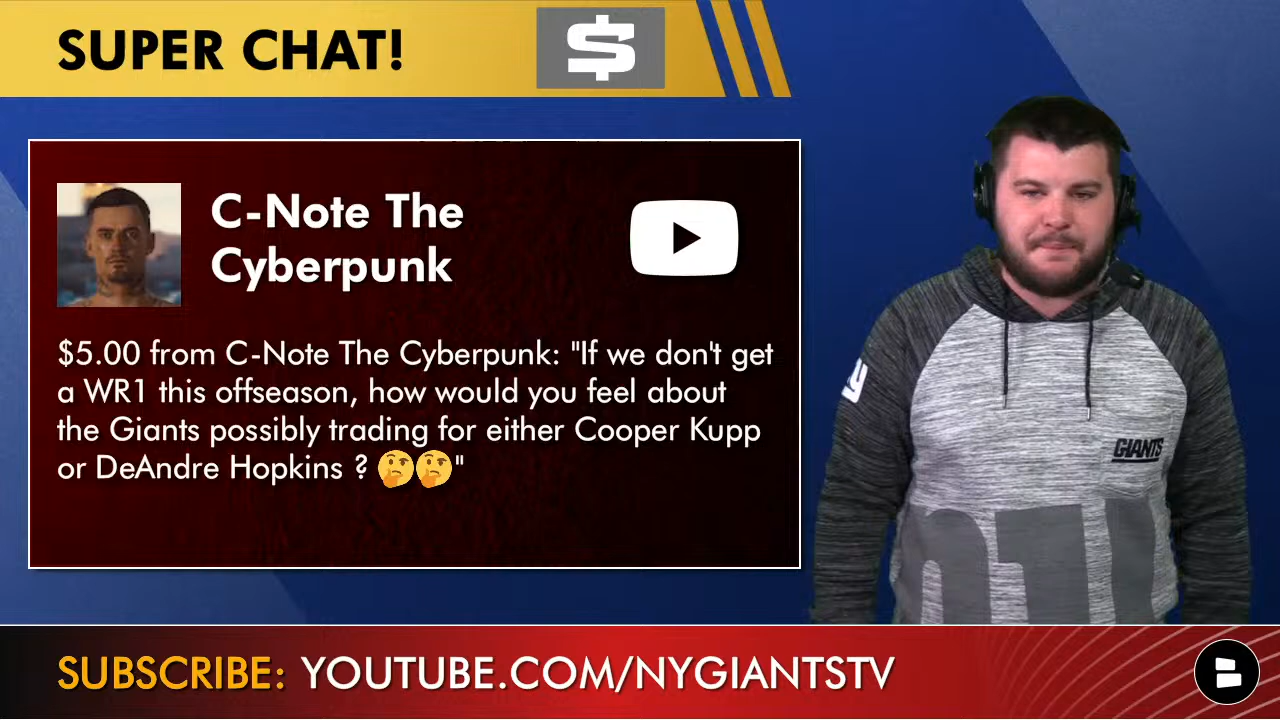 SUPER CHAT!
$
C-Note The
Cyberpunk
$5.00 from C-Note The Cyberpunk: "If we don't get
a WR1 this offseason, how would you feel about
the Giants possibly trading for either Cooper Kupp
or DeAndre Hopkins ? 🤔🤔"
ny
GIANTS
ny
SUBSCRIBE: YOUTUBE.COM/NYGIANTSTV